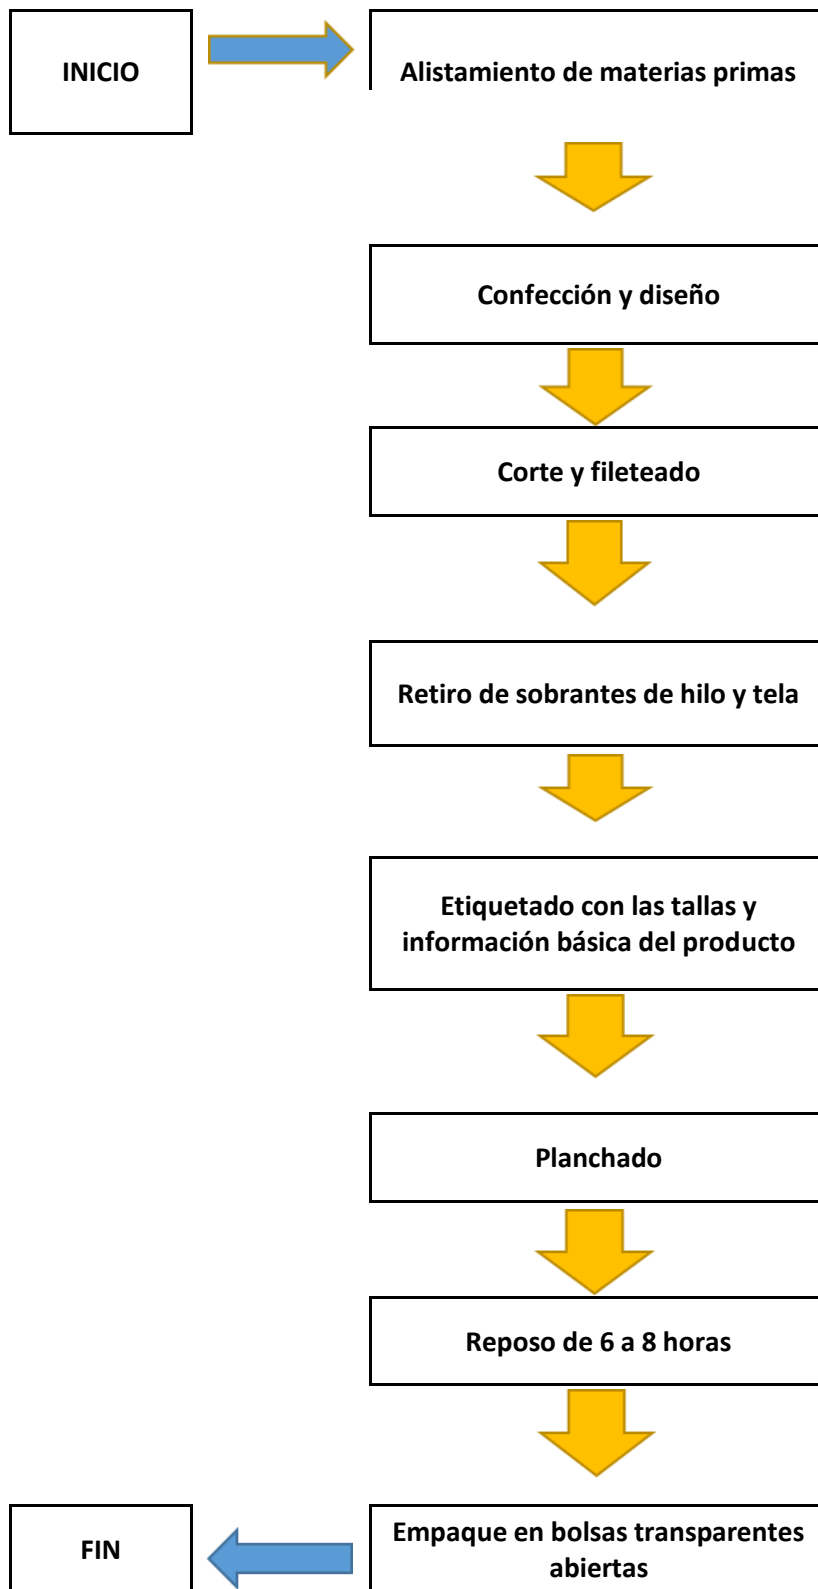 INICIO
Alistamiento de materias primas
Confección y diseño
Corte y fileteado
Retiro de sobrantes de hilo y tela
Etiquetado con las tallas y
información básica del producto
Planchado
Reposo de 6 a 8 horas
Empaque en bolsas transparentes
abiertas
FIN